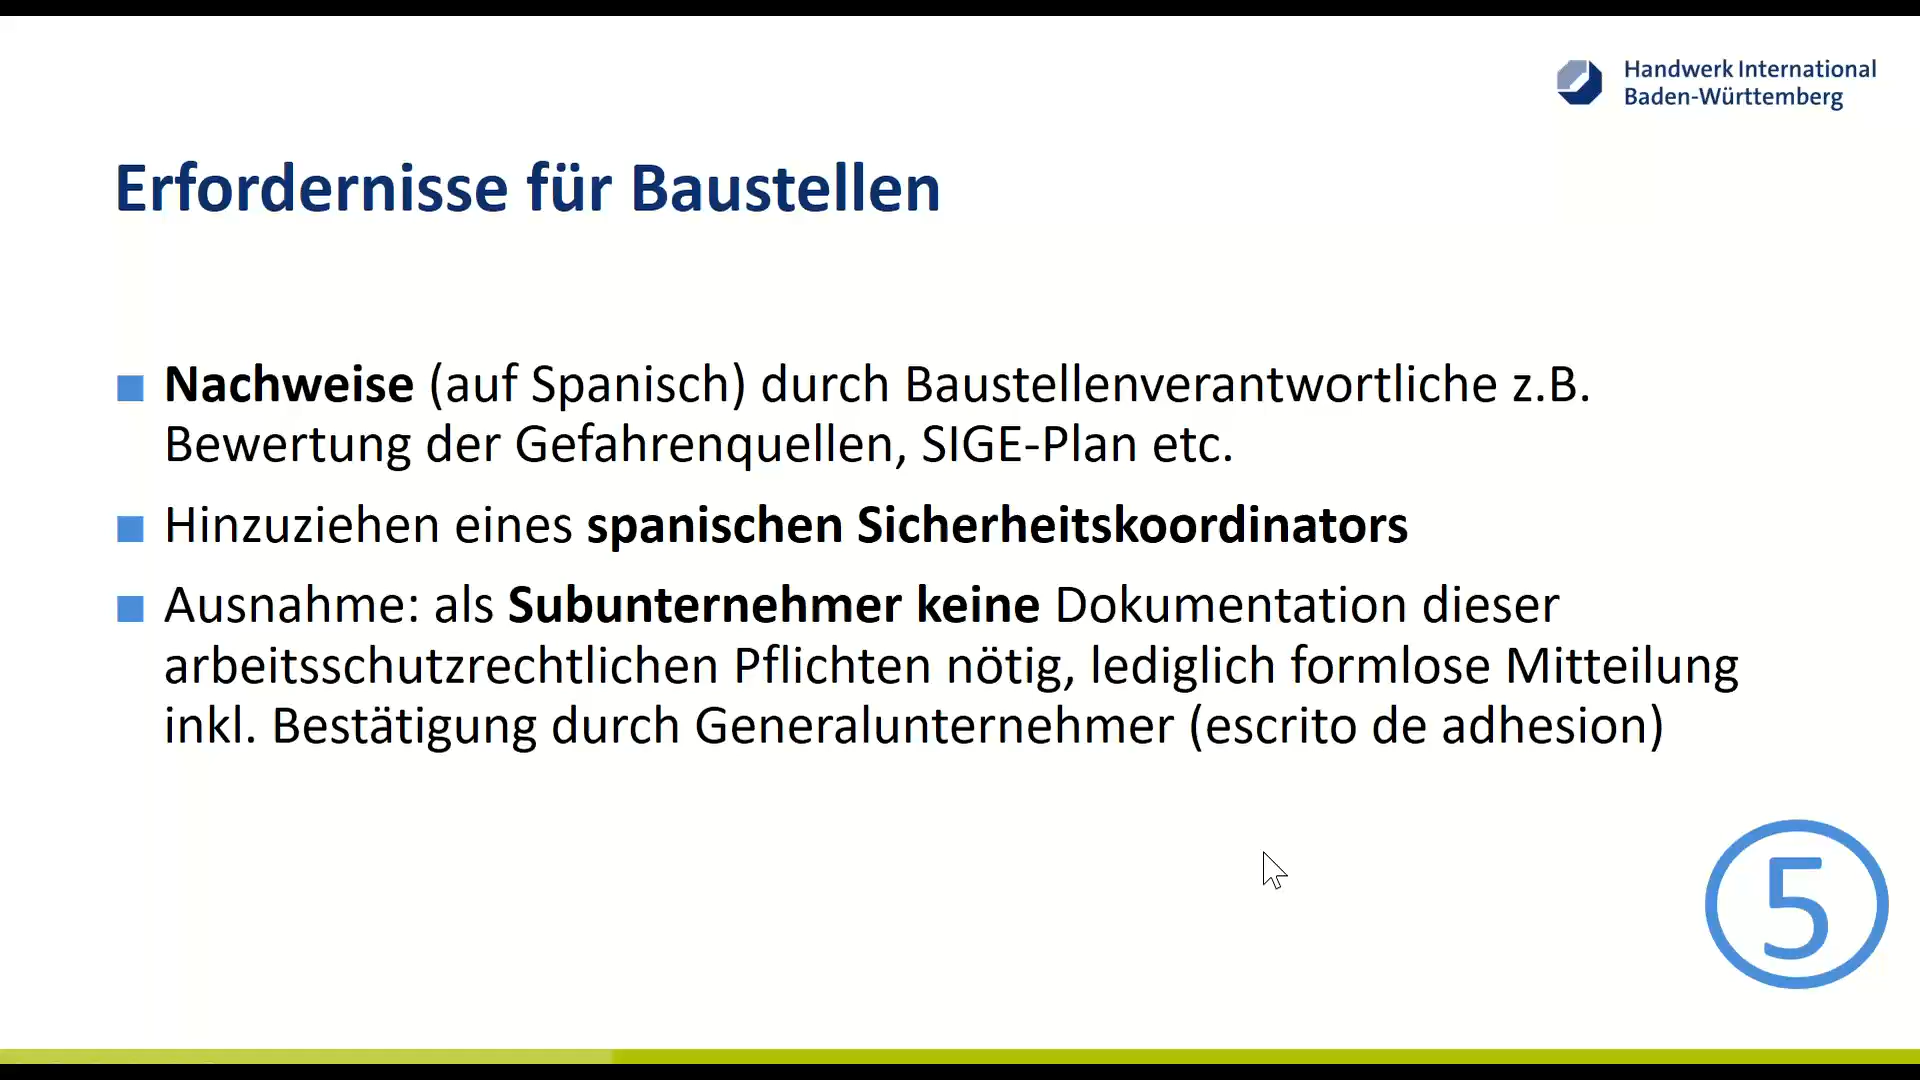 Handwerk International
Baden-Württemberg
Erfordernisse für Baustellen
Nachweise (auf Spanisch) durch Baustellenverantwortliche z.B.
Bewertung der Gefahrenquellen, SIGE-Plan etc.
Hinzuziehen eines spanischen Sicherheitskoordinators
Ausnahme: als Subunternehmer keine Dokumentation dieser
arbeitsschutzrechtlichen Pflichten nötig, lediglich formlose Mitteilung
inkl. Bestätigung durch Generalunternehmer (escrito de adhesion)
5